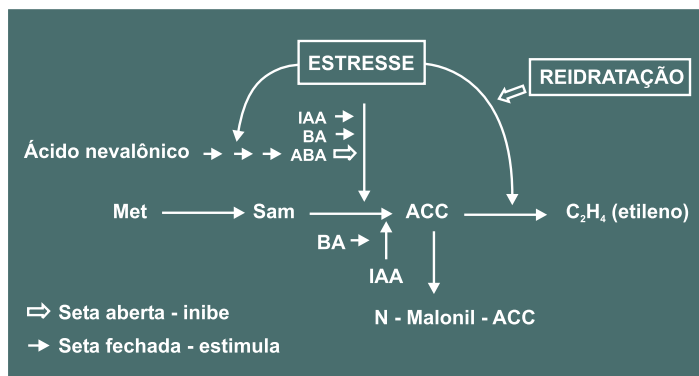 ESTRESSE
REIDRATAÇÃO
IAA
BA
Ácido nevalônico
ABA
Met
Sam
ACC
C₂H₄ (etileno)
BA
IAA
N - Malonil - ACC
Seta aberta - inibe
Seta fechada - estimula